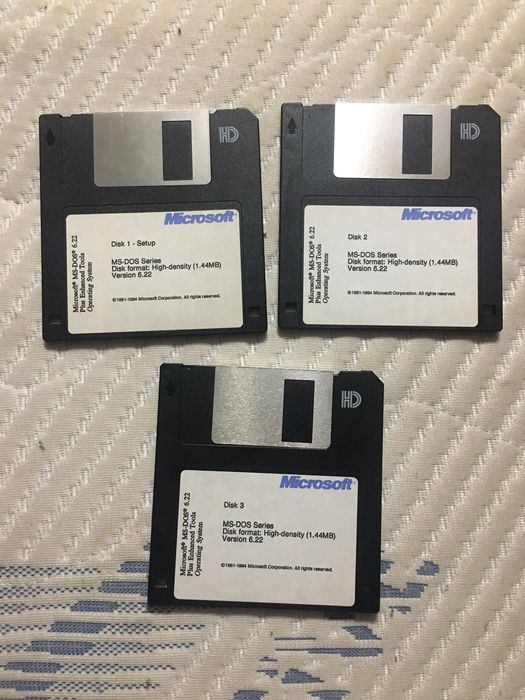 HD
Microsoft
Disk 1 - Setup
MS-DOS Series
Disk format: High-density (1.44MB)
Version 6.22
©1981-1994 Microsoft Corporation. All rights reserved.
Microsoft® MS-DOS® 6.22
Plus Enhanced Tools
Operating System
HD
Microsoft
Disk 2
MS-DOS Series
Disk format: High-density (1.44MB)
Version 6.22
©1981-1994 Microsoft Corporation. All rights reserved.
Microsoft® MS-DOS® 6.22
Plus Enhanced Tools
Operating System
HD
Microsoft
Disk 3
MS-DOS Series
Disk format: High-density (1.44MB)
Version 6.22
©1981-1994 Microsoft Corporation. All rights reserved.
Microsoft® MS-DOS® 6.22
Plus Enhanced Tools
Operating System